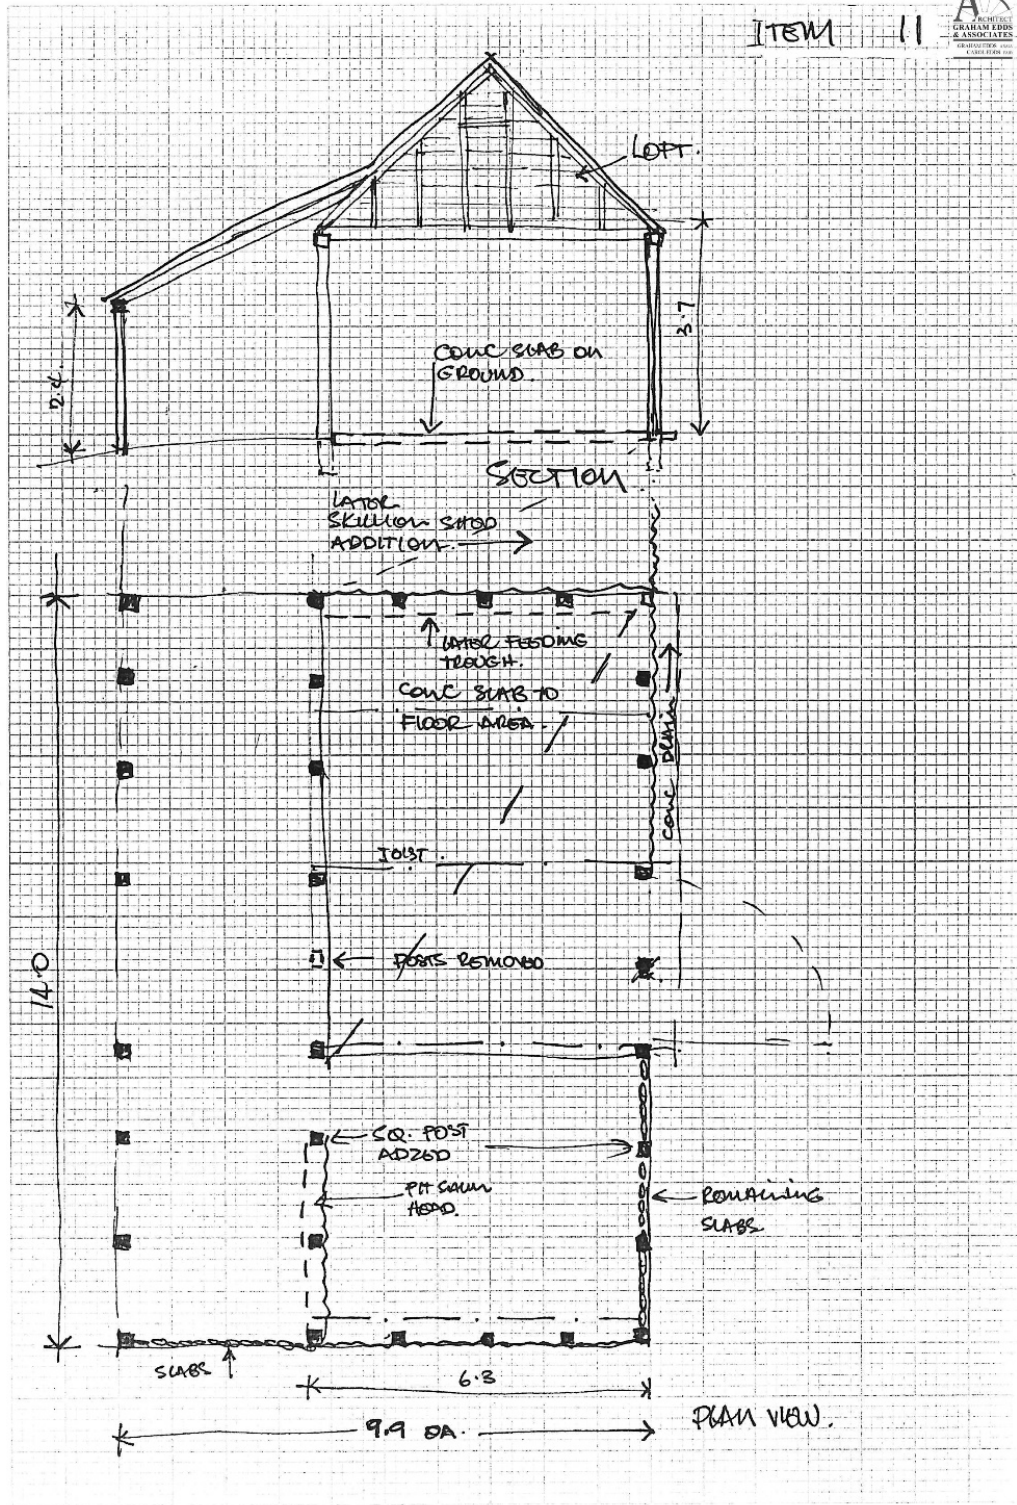 ITEM 11
ARCHITECT
GRAHAM EDDS
& ASSOCIATES
LOFT.
3.7
2.4.
CONC SLAB ON
GROUND.
SECTION
LATER
SKILLION SHED
ADDITION.
LATER FEEDING
TROUGH.
CONC SLAB TO
FLOOR AREA.
CONC DRAIN
JOIST.
POSTS REMOVED
14.0
SQ. POST
ADZED
PIT SAWN
HEAD.
REMAINING
SLABS
SLABS
6.3
9.9 OA.
PLAN VIEW.